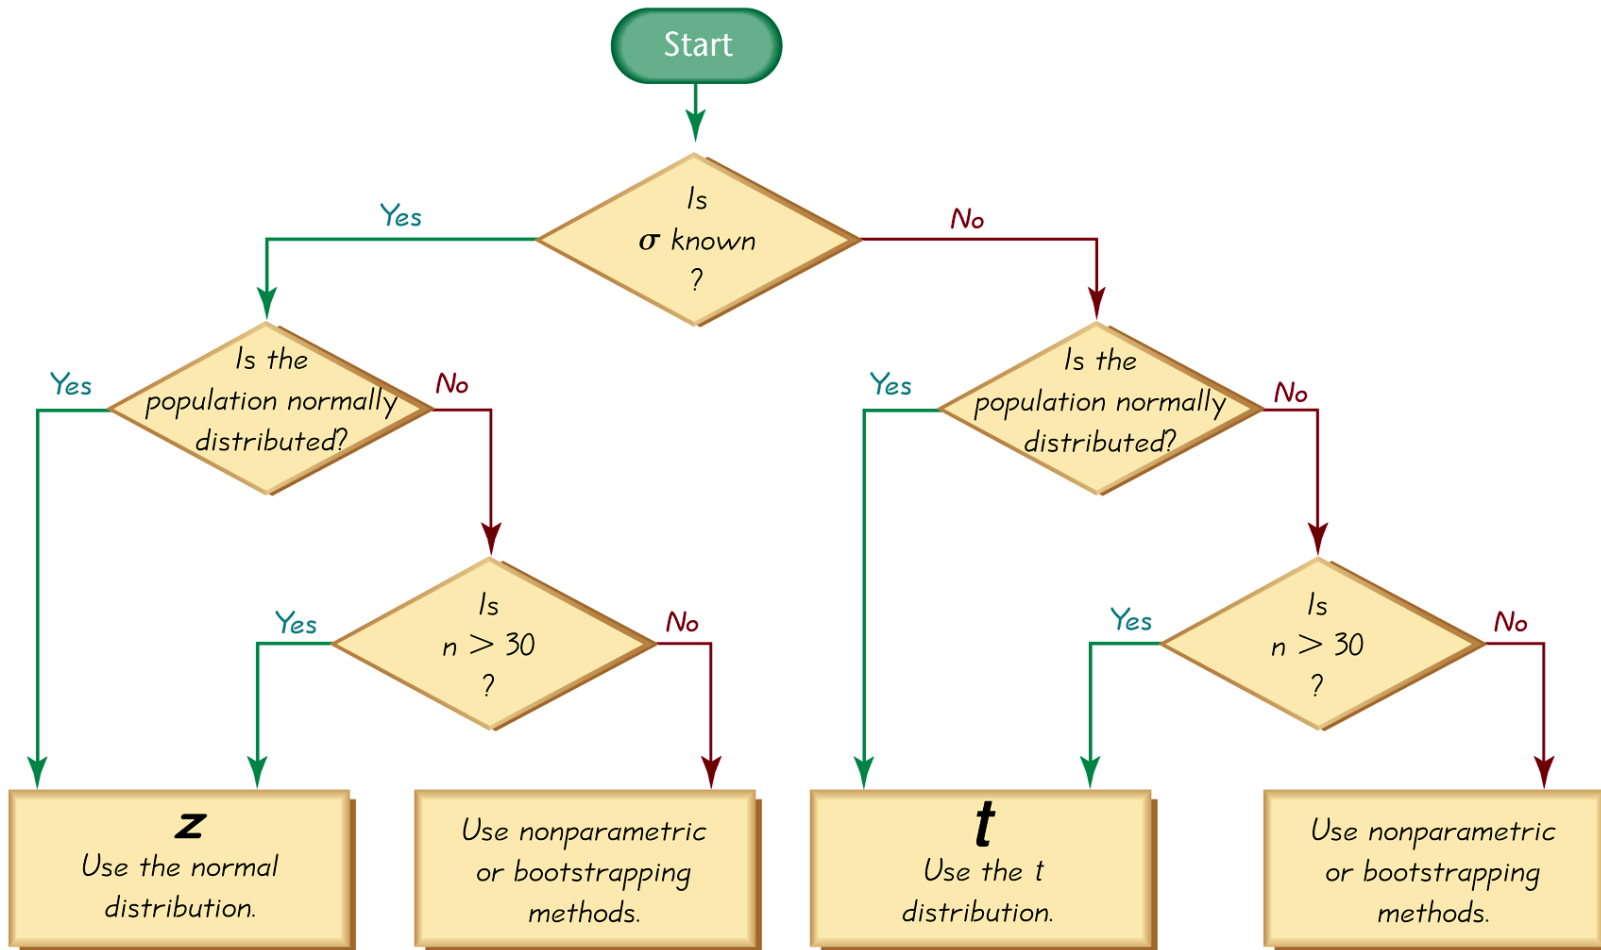 Start
Is
σ known
?
Yes
No
Is the
population normally
distributed?
Yes
No
Is the
population normally
distributed?
Yes
No
Is
n > 30
?
Yes
No
Is
n > 30
?
Yes
No
z
Use the normal
distribution.
Use nonparametric
or bootstrapping
methods.
t
Use the t
distribution.
Use nonparametric
or bootstrapping
methods.